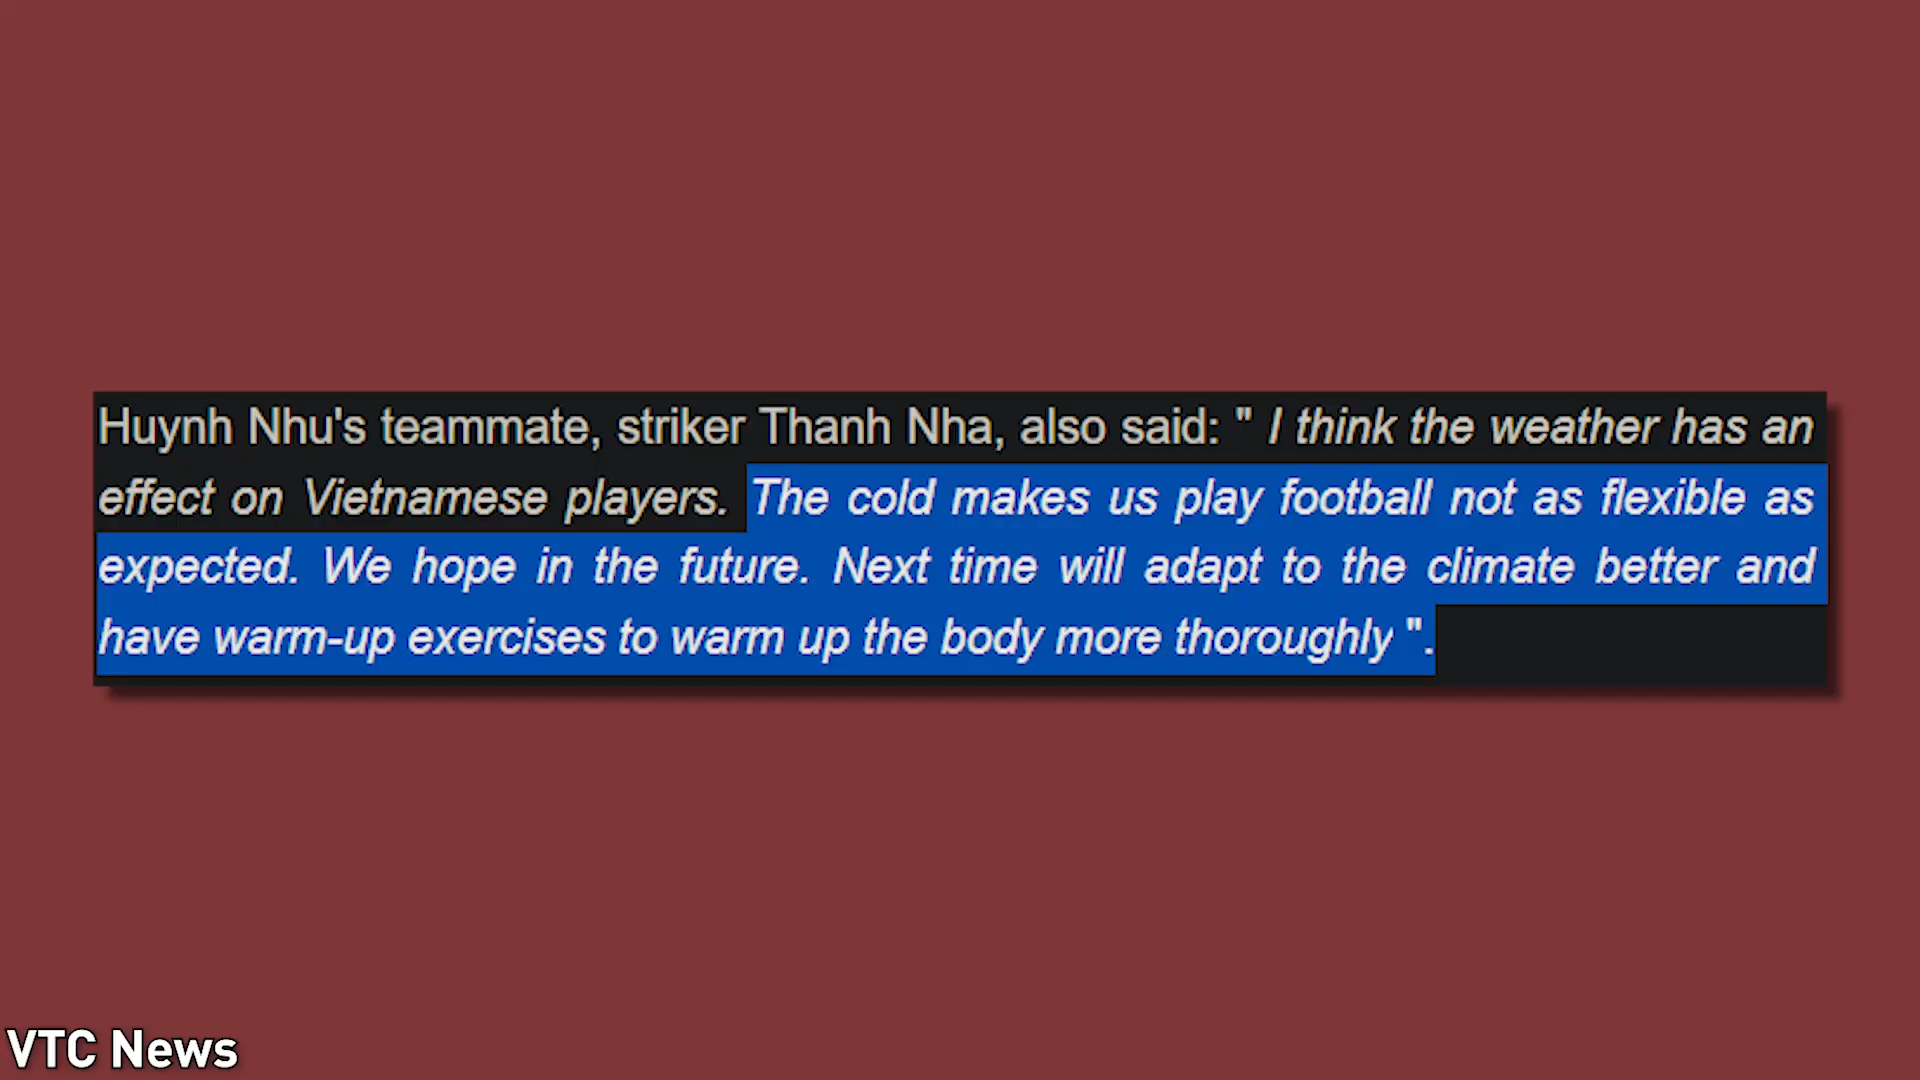 Huynh Nhu's teammate, striker Thanh Nha, also said: " I think the weather has an
effect on Vietnamese players. The cold makes us play football not as flexible as
expected. We hope in the future. Next time will adapt to the climate better and
have warm-up exercises to warm up the body more thoroughly ".
VTC News